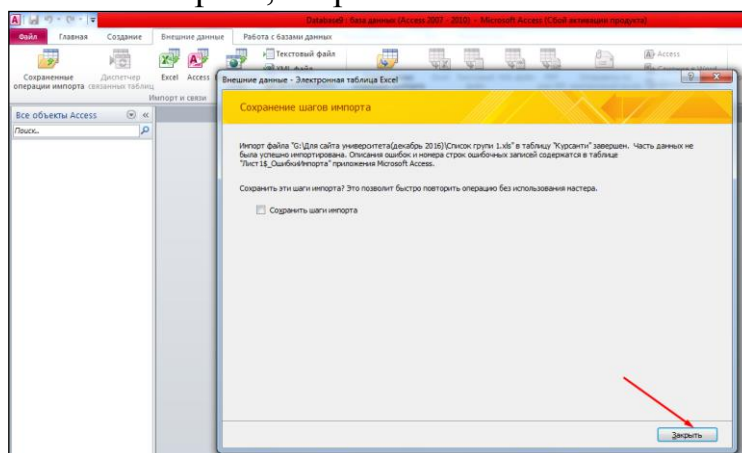 Database8 : база данных (Access 2007 - 2010) - Microsoft Access (Сбой активации продукта)
Файл Главная Создание Внешние данные Работа с базами данных
Текстовый файл
Access
Сохраненные операции импорта
Диспетчер связанных таблиц
Excel Access
Импорт и связи
Внешние данные - Электронная таблица Excel
Все объекты Access
Поиск..
Сохранение шагов импорта
Импорт файла "G:\Для сайта университета(декабрь 2016)\Список групи 1.xls" в таблицу "Курсанти" завершен. Часть данных не
была успешно импортирована. Описания ошибок и номера строк ошибочных записей содержатся в таблице
"Лист1$_ОшибкиИмпорта" приложения Microsoft Access.
Сохранить эти шаги импорта? Это позволит быстро повторить операцию без использования мастера.
Сохранить шаги импорта
Закрыть